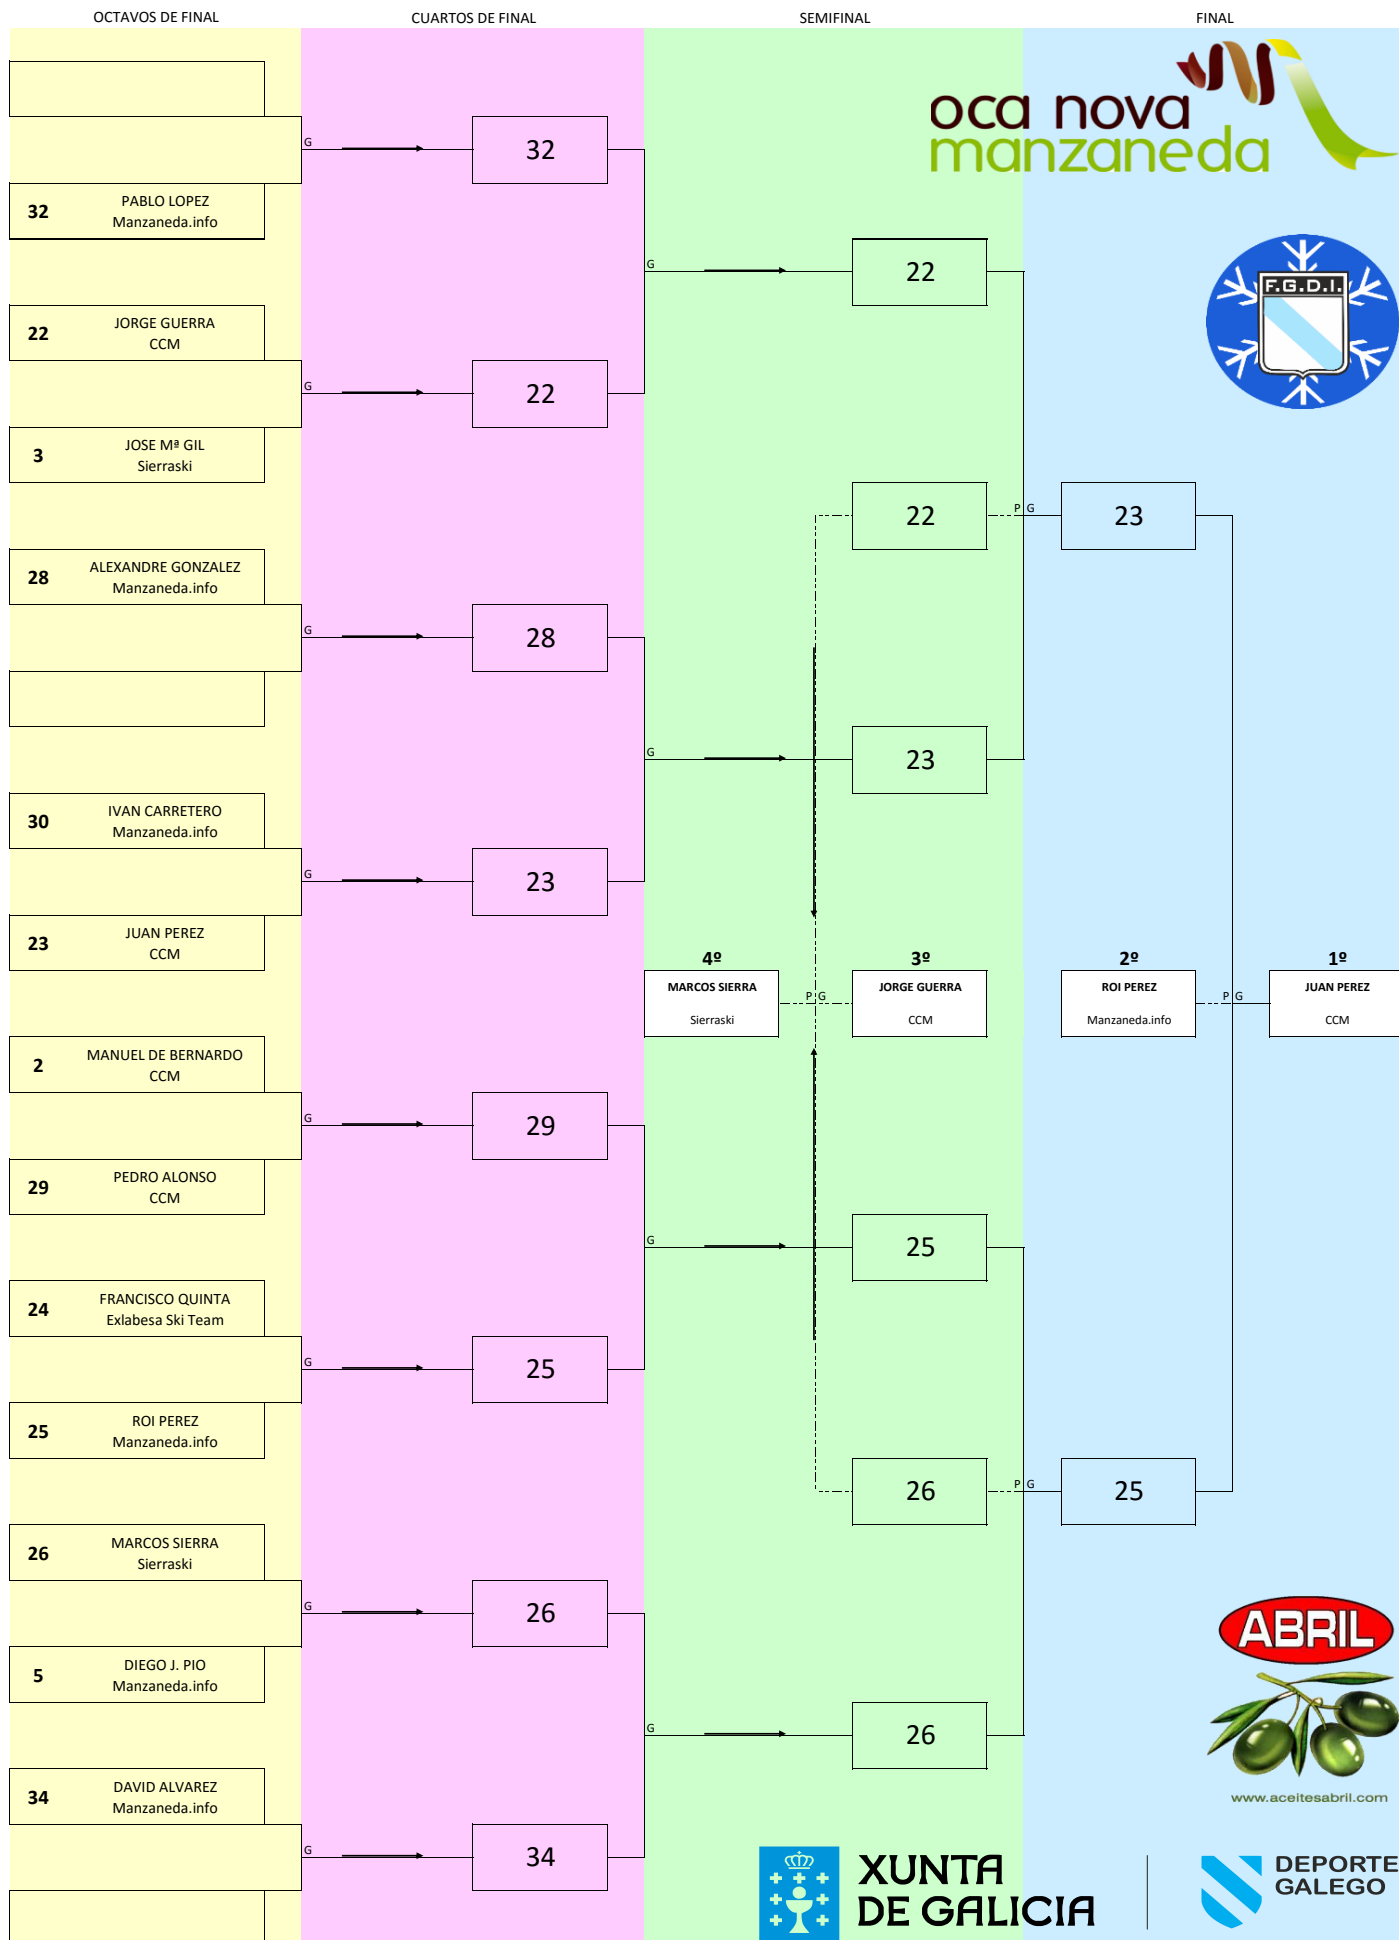 OCTAVOS DE FINAL
CUARTOS DE FINAL
SEMIFINAL
FINAL
oca nova
manzaneda
G
32
32
PABLO LOPEZ
Manzaneda.info
G
22
F.G.D.I.
22
JORGE GUERRA
CCM
G
22
3
JOSE Mª GIL
Sierraski
22
P G
23
28
ALEXANDRE GONZALEZ
Manzaneda.info
G
28
G
23
30
IVAN CARRETERO
Manzaneda.info
G
23
23
JUAN PEREZ
CCM
4º
3º
2º
1º
MARCOS SIERRA
Sierraski
P G
JORGE GUERRA
CCM
ROI PEREZ
Manzaneda.info
P G
JUAN PEREZ
CCM
2
MANUEL DE BERNARDO
CCM
G
29
29
PEDRO ALONSO
CCM
G
25
24
FRANCISCO QUINTA
Exlabesa Ski Team
G
25
25
ROI PEREZ
Manzaneda.info
26
P G
25
26
MARCOS SIERRA
Sierraski
G
26
5
DIEGO J. PIO
Manzaneda.info
G
26
ABRIL
www.aceitesabril.com
34
DAVID ALVAREZ
Manzaneda.info
G
34
XUNTA
DE GALICIA
DEPORTE
GALEGO